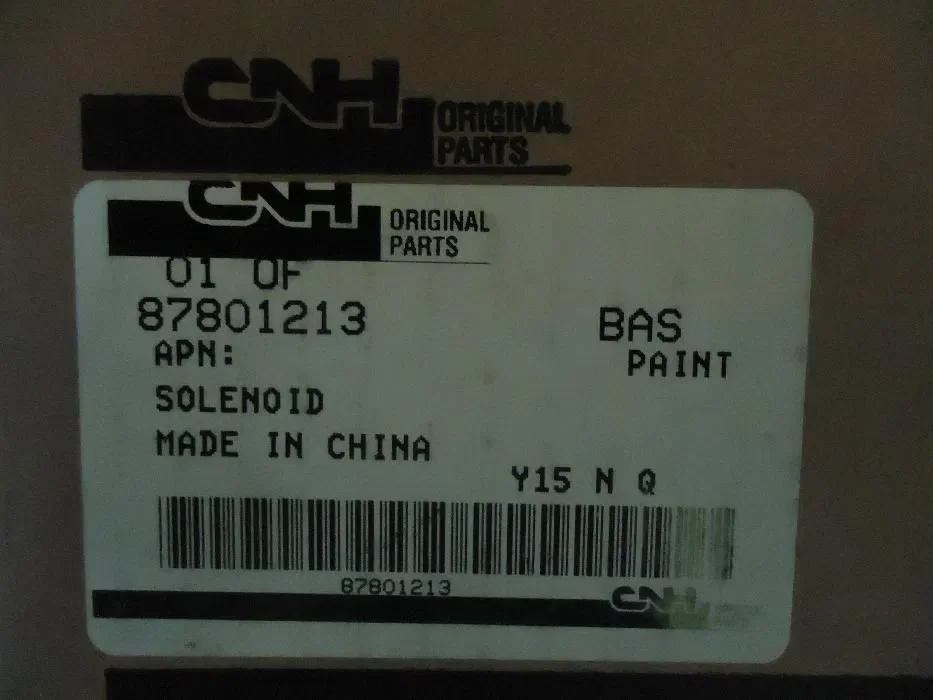 CNH ORIGINAL
PARTS
CNH ORIGINAL
PARTS
01 OF
87801213
BAS
APN:
PAINT
SOLENOID
MADE IN CHINA
Y15 N Q
87801213
CNH